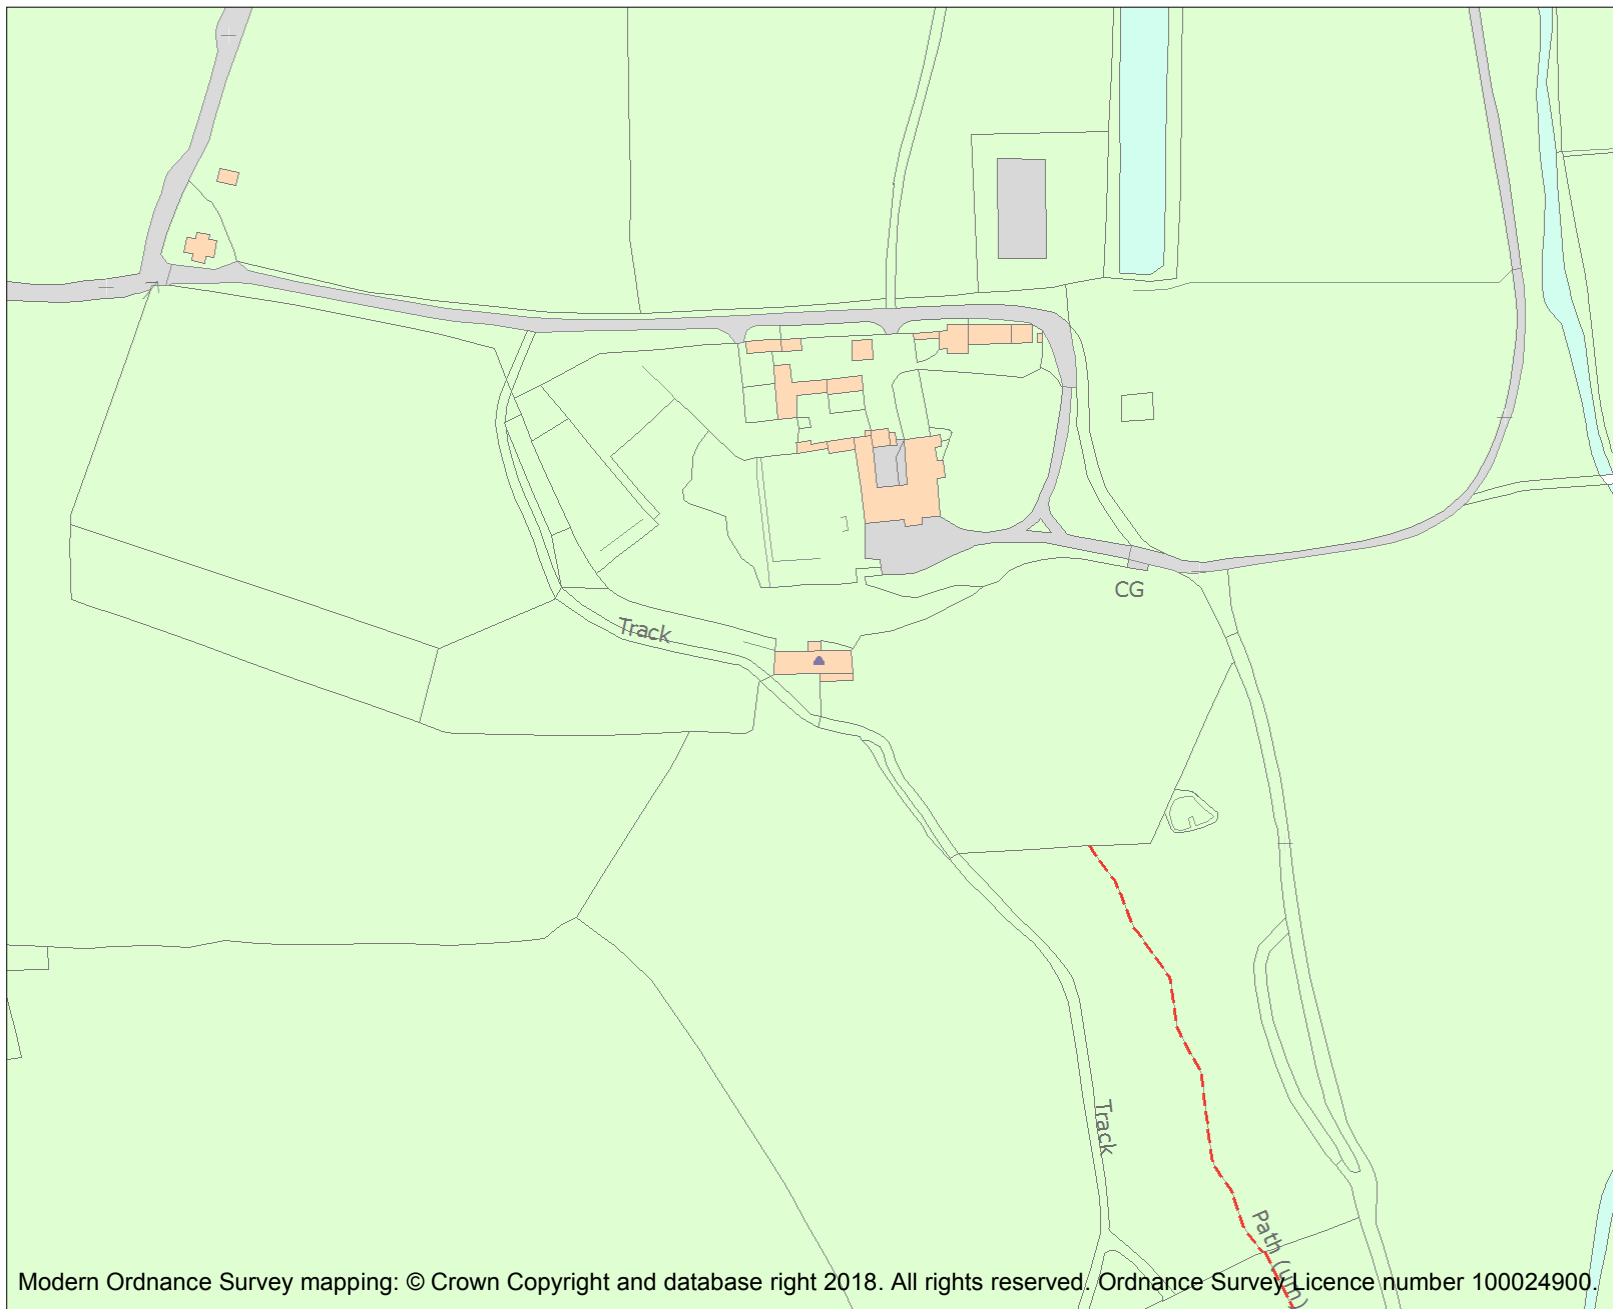 CG
Track
Track
Path (um)
Modern Ordnance Survey mapping: © Crown Copyright and database right 2018. All rights reserved. Ordnance Survey Licence number 100024900.